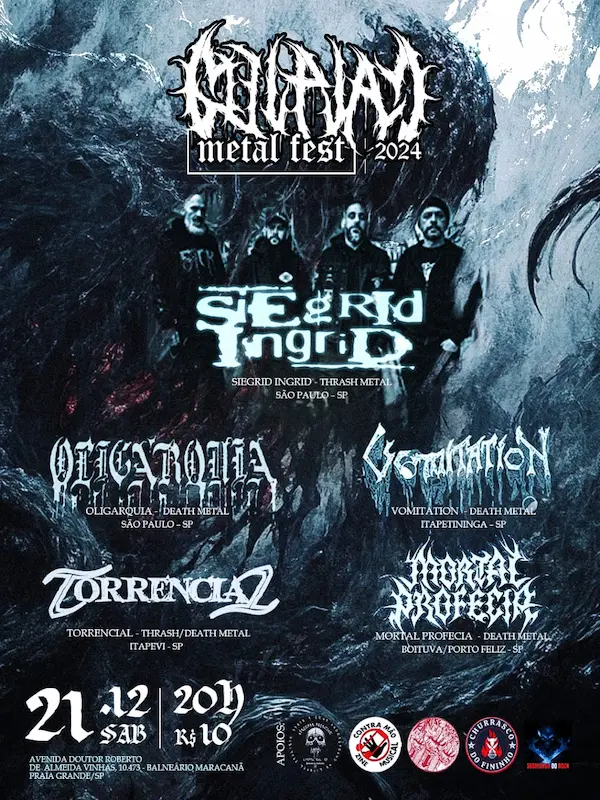 metal fest 2024
SIEGRID INGRID
SIEGRID INGRID - THRASH METAL
SÃO PAULO – SP
OLIGARQUIA
OLIGARQUIA - DEATH METAL
SÃO PAULO – SP
VOMITATION
VOMITATION - DEATH METAL
ITAPETININGA – SP
TORRENCIAL
TORRENCIAL - THRASH/DEATH METAL
ITAPEVI - SP
MORTAL PROFECIA
MORTAL PROFECIA - DEATH METAL
BOITUVA/PORTO FELIZ - SP
21.12 SAB
20H
R$ 10
AVENIDA DOUTOR ROBERTO
DE. ALMEIDA VINHAS, 10.473 - BALNEÁRIO MARACANÃ
PRAIA GRANDE/SP
APOIOS:
CONTRA MÃO
ZINE
MUSICAL
CHURRASCO
DO FININHO
SUBMUNDO DO ROCK